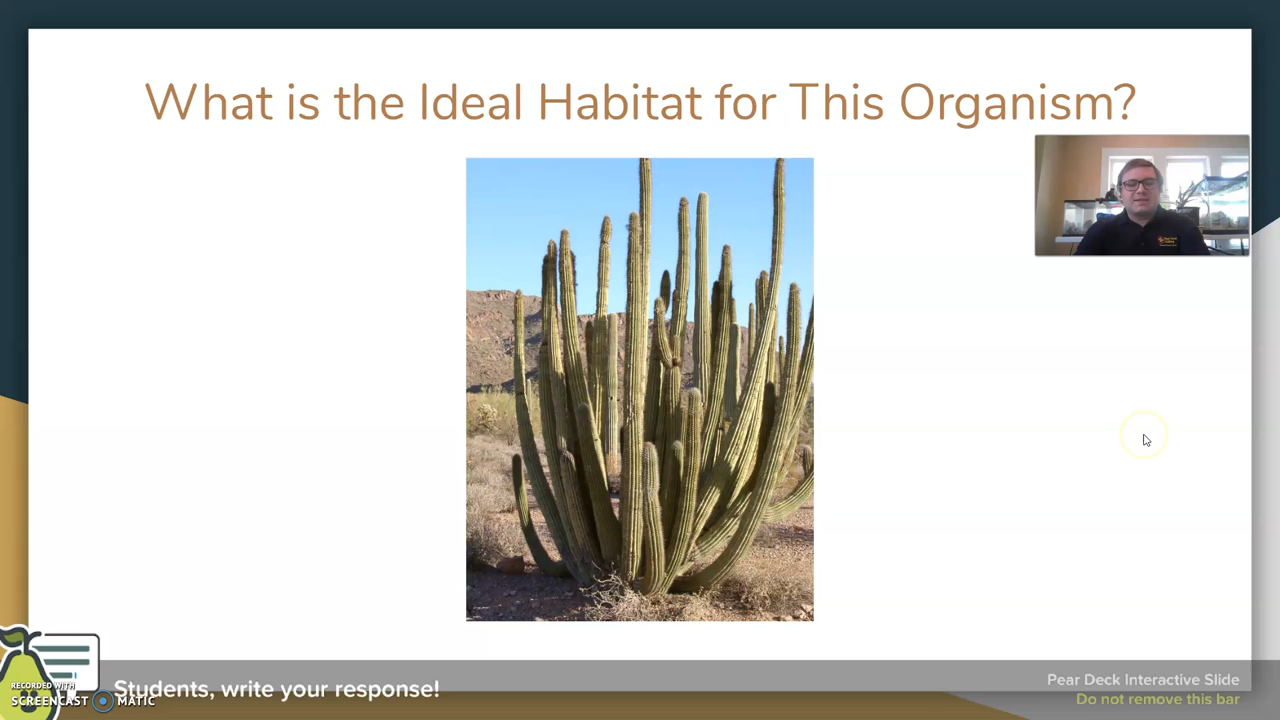 What is the Ideal Habitat for This Organism?
Students, write your response!
Pear Deck Interactive Slide
Do not remove this bar
RECORDED WITH
SCREENCAST MATIC